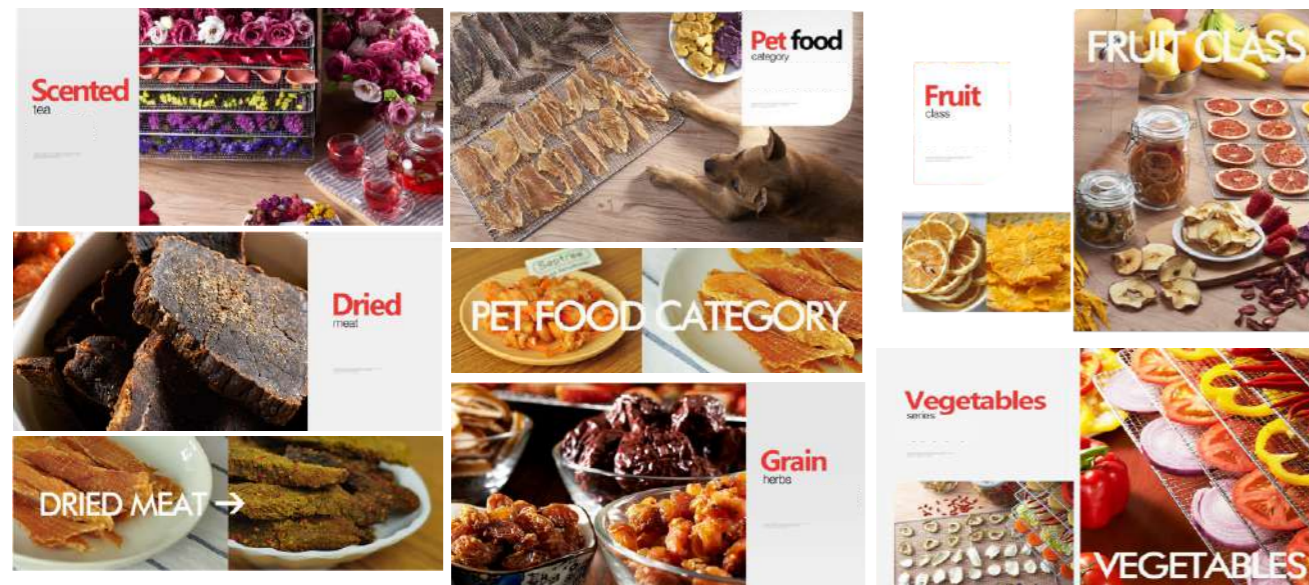 Scented
tea
Dried
meat
DRIED MEAT →
Pet food
category
PET FOOD CATEGORY
Grain
herbs
Fruit
class
FRUIT CLASS
Vegetables
series
VEGETABLES